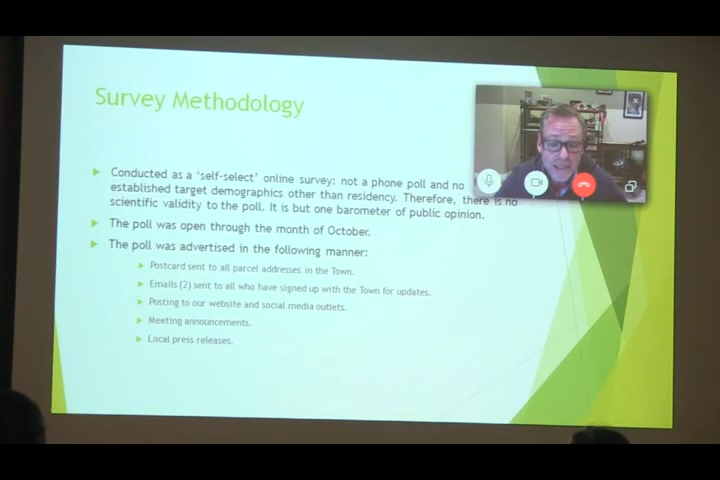 Survey Methodology
Conducted as a 'self-select' online survey: not a phone poll and no
established target demographics other than residency. Therefore, there is no
scientific validity to the poll. It is but one barometer of public opinion.
The poll was open through the month of October.
The poll was advertised in the following manner:
Postcard sent to all parcel addresses in the Town.
Emails (2) sent to all who have signed up with the Town for updates.
Posting to our website and social media outlets.
Meeting announcements.
Local press releases.